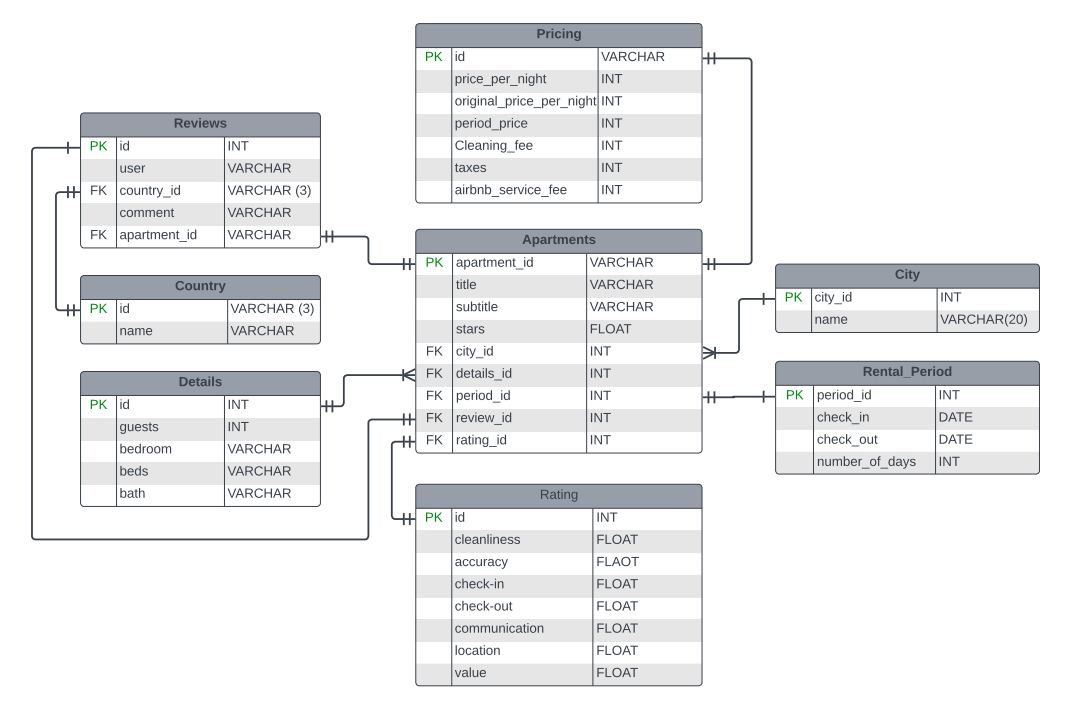 Pricing
PK id VARCHAR
price_per_night INT
original_price_per_night INT
period_price INT
Cleaning_fee INT
taxes INT
airbnb_service_fee INT
Reviews
PK id INT
user VARCHAR
FK country_id VARCHAR (3)
comment VARCHAR
FK apartment_id VARCHAR
Apartments
PK apartment_id VARCHAR
title VARCHAR
subtitle VARCHAR
stars FLOAT
FK city_id INT
FK details_id INT
FK period_id INT
FK review_id INT
FK rating_id INT
City
PK city_id INT
name VARCHAR(20)
Country
PK id VARCHAR (3)
name VARCHAR
Details
PK id INT
guests INT
bedroom VARCHAR
beds VARCHAR
bath VARCHAR
Rental_Period
PK period_id INT
check_in DATE
check_out DATE
number_of_days INT
Rating
PK id INT
cleanliness FLOAT
accuracy FLAOT
check-in FLOAT
check-out FLOAT
communication FLOAT
location FLOAT
value FLOAT